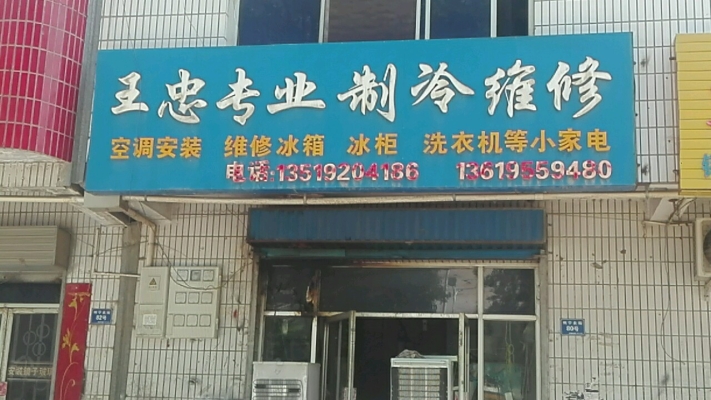 王忠专业制冷维修
空调安装 维修冰箱 冰柜 洗衣机等小家电
电话:13519204186 13619559480